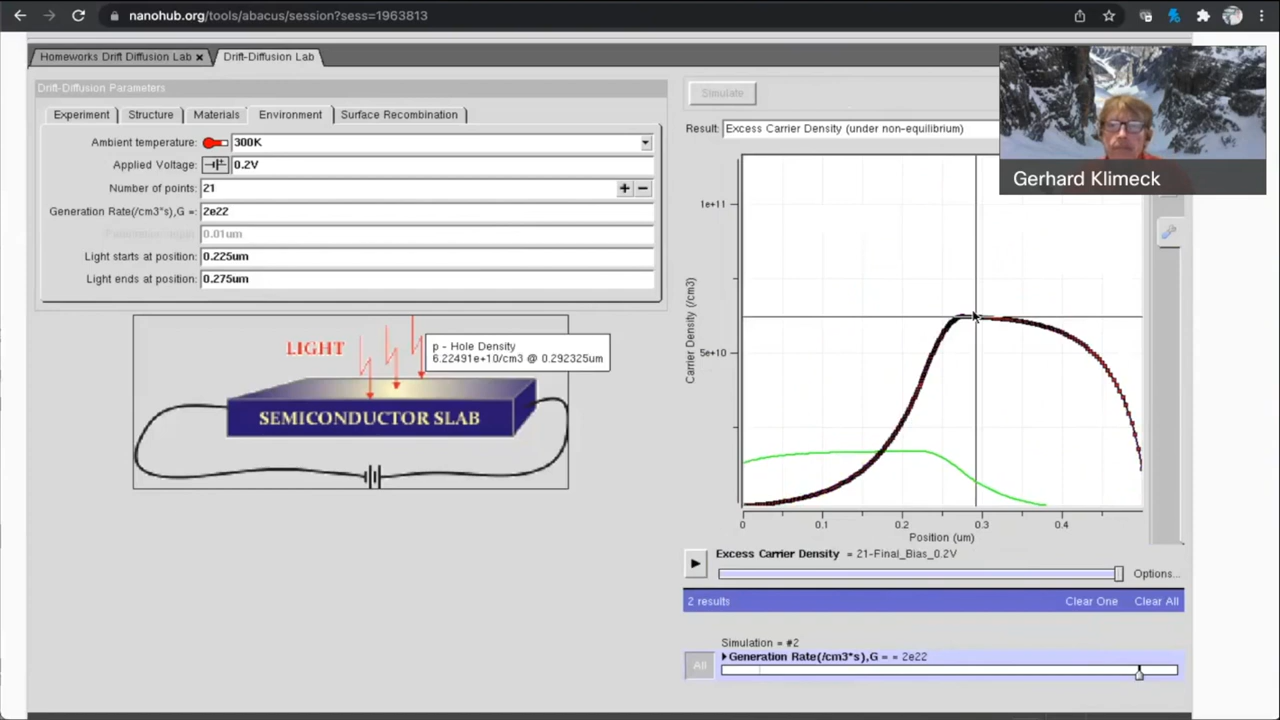 nanohub.org/tools/abacus/session?sess=1963813
Homeworks Drift Diffusion Lab × Drift-Diffusion Lab
Drift-Diffusion Parameters
Experiment Structure Materials Environment Surface Recombination
Ambient temperature: 300K
Applied Voltage: 0.2V
Number of points: 21
Generation Rate(/cm3*s),G =: 2e22
0.01um
Light starts at position: 0.225um
Light ends at position: 0.275um
LIGHT
p - Hole Density
6.22491e+10/cm3 @ 0.292325um
SEMICONDUCTOR SLAB
Simulate
Result: Excess Carrier Density (under non-equilibrium)
Gerhard Klimeck
1e+11
5e+10
Carrier Density (/cm3)
0 0.1 0.2 0.3 0.4
Position (um)
Excess Carrier Density = 21-Final_Bias_0.2V
Options...
2 results Clear One Clear All
Simulation = #2
All Generation Rate(/cm3*s),G = = 2e22